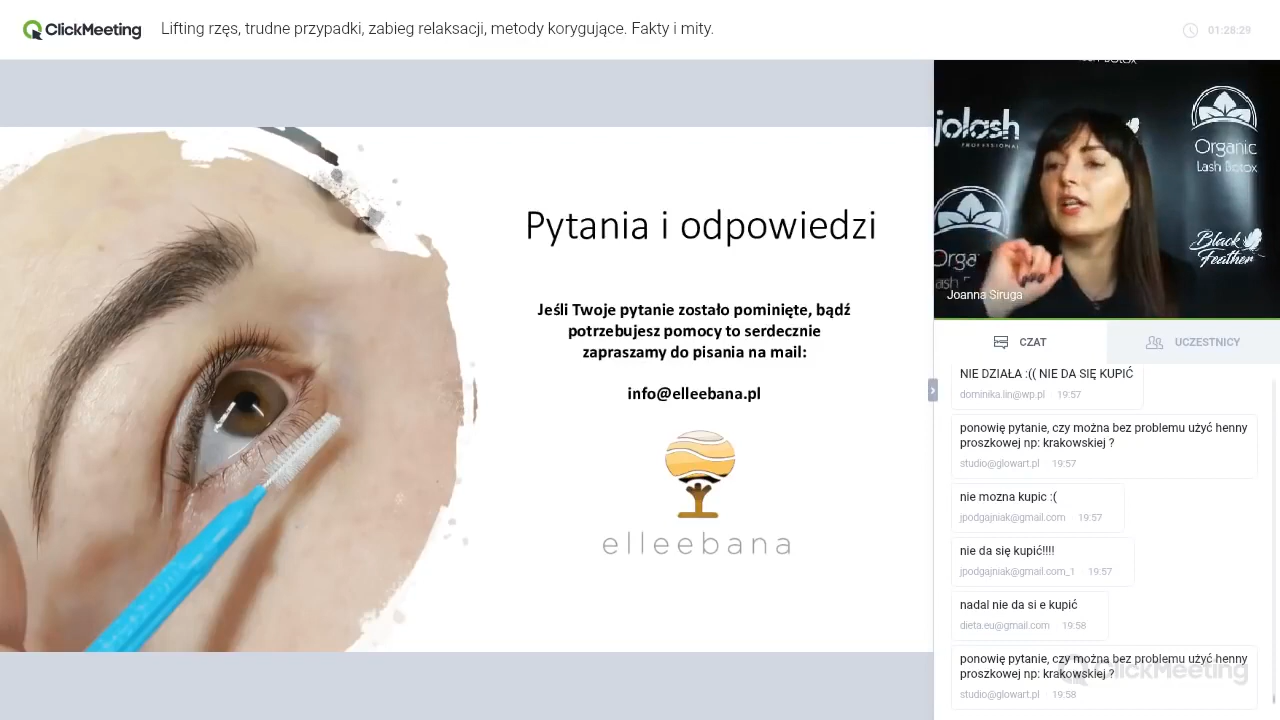 ClickMeeting
Lifting rzęs, trudne przypadki, zabieg relaksacji, metody korygujące. Fakty i mity.
01:28:29
Pytania i odpowiedzi
Jeśli Twoje pytanie zostało pominięte, bądź
potrzebujesz pomocy to serdecznie
zapraszamy do pisania na mail:
info@elleebana.pl
elleebana
Lash Botox
jolash
PROFESSIONAL
Organic
Lash Botox
Orga
Black
Feather
Joanna Siruga
CZAT
UCZESTNICY
NIE DZIAŁA :(( NIE DA SIĘ KUPIĆ
dominika.lin@wp.pl 19:57
ponowię pytanie, czy można bez problemu użyć henny
proszkowej np: krakowskiej ?
studio@glowart.pl 19:57
nie mozna kupic :(
jpodgajniak@gmail.com 19:57
nie da się kupić!!!!
jpodgajniak@gmail.com_1 19:57
nadal nie da si e kupić
dieta.eu@gmail.com 19:58
ponowię pytanie, czy można bez problemu użyć henny
proszkowej np: krakowskiej ?
studio@glowart.pl 19:58
ClickMeeting